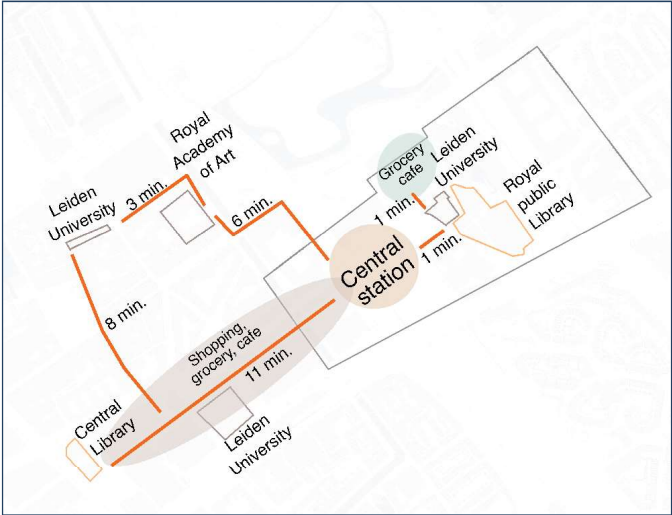 Royal
Academy
of Art
Leiden
University
3 min.
6 min.
Grocery
cafe
Leiden
University
Royal
public
Library
1 min.
1 min.
Central
station
8 min.
Shopping,
grocery, cafe
11 min.
Central
Library
Leiden
University